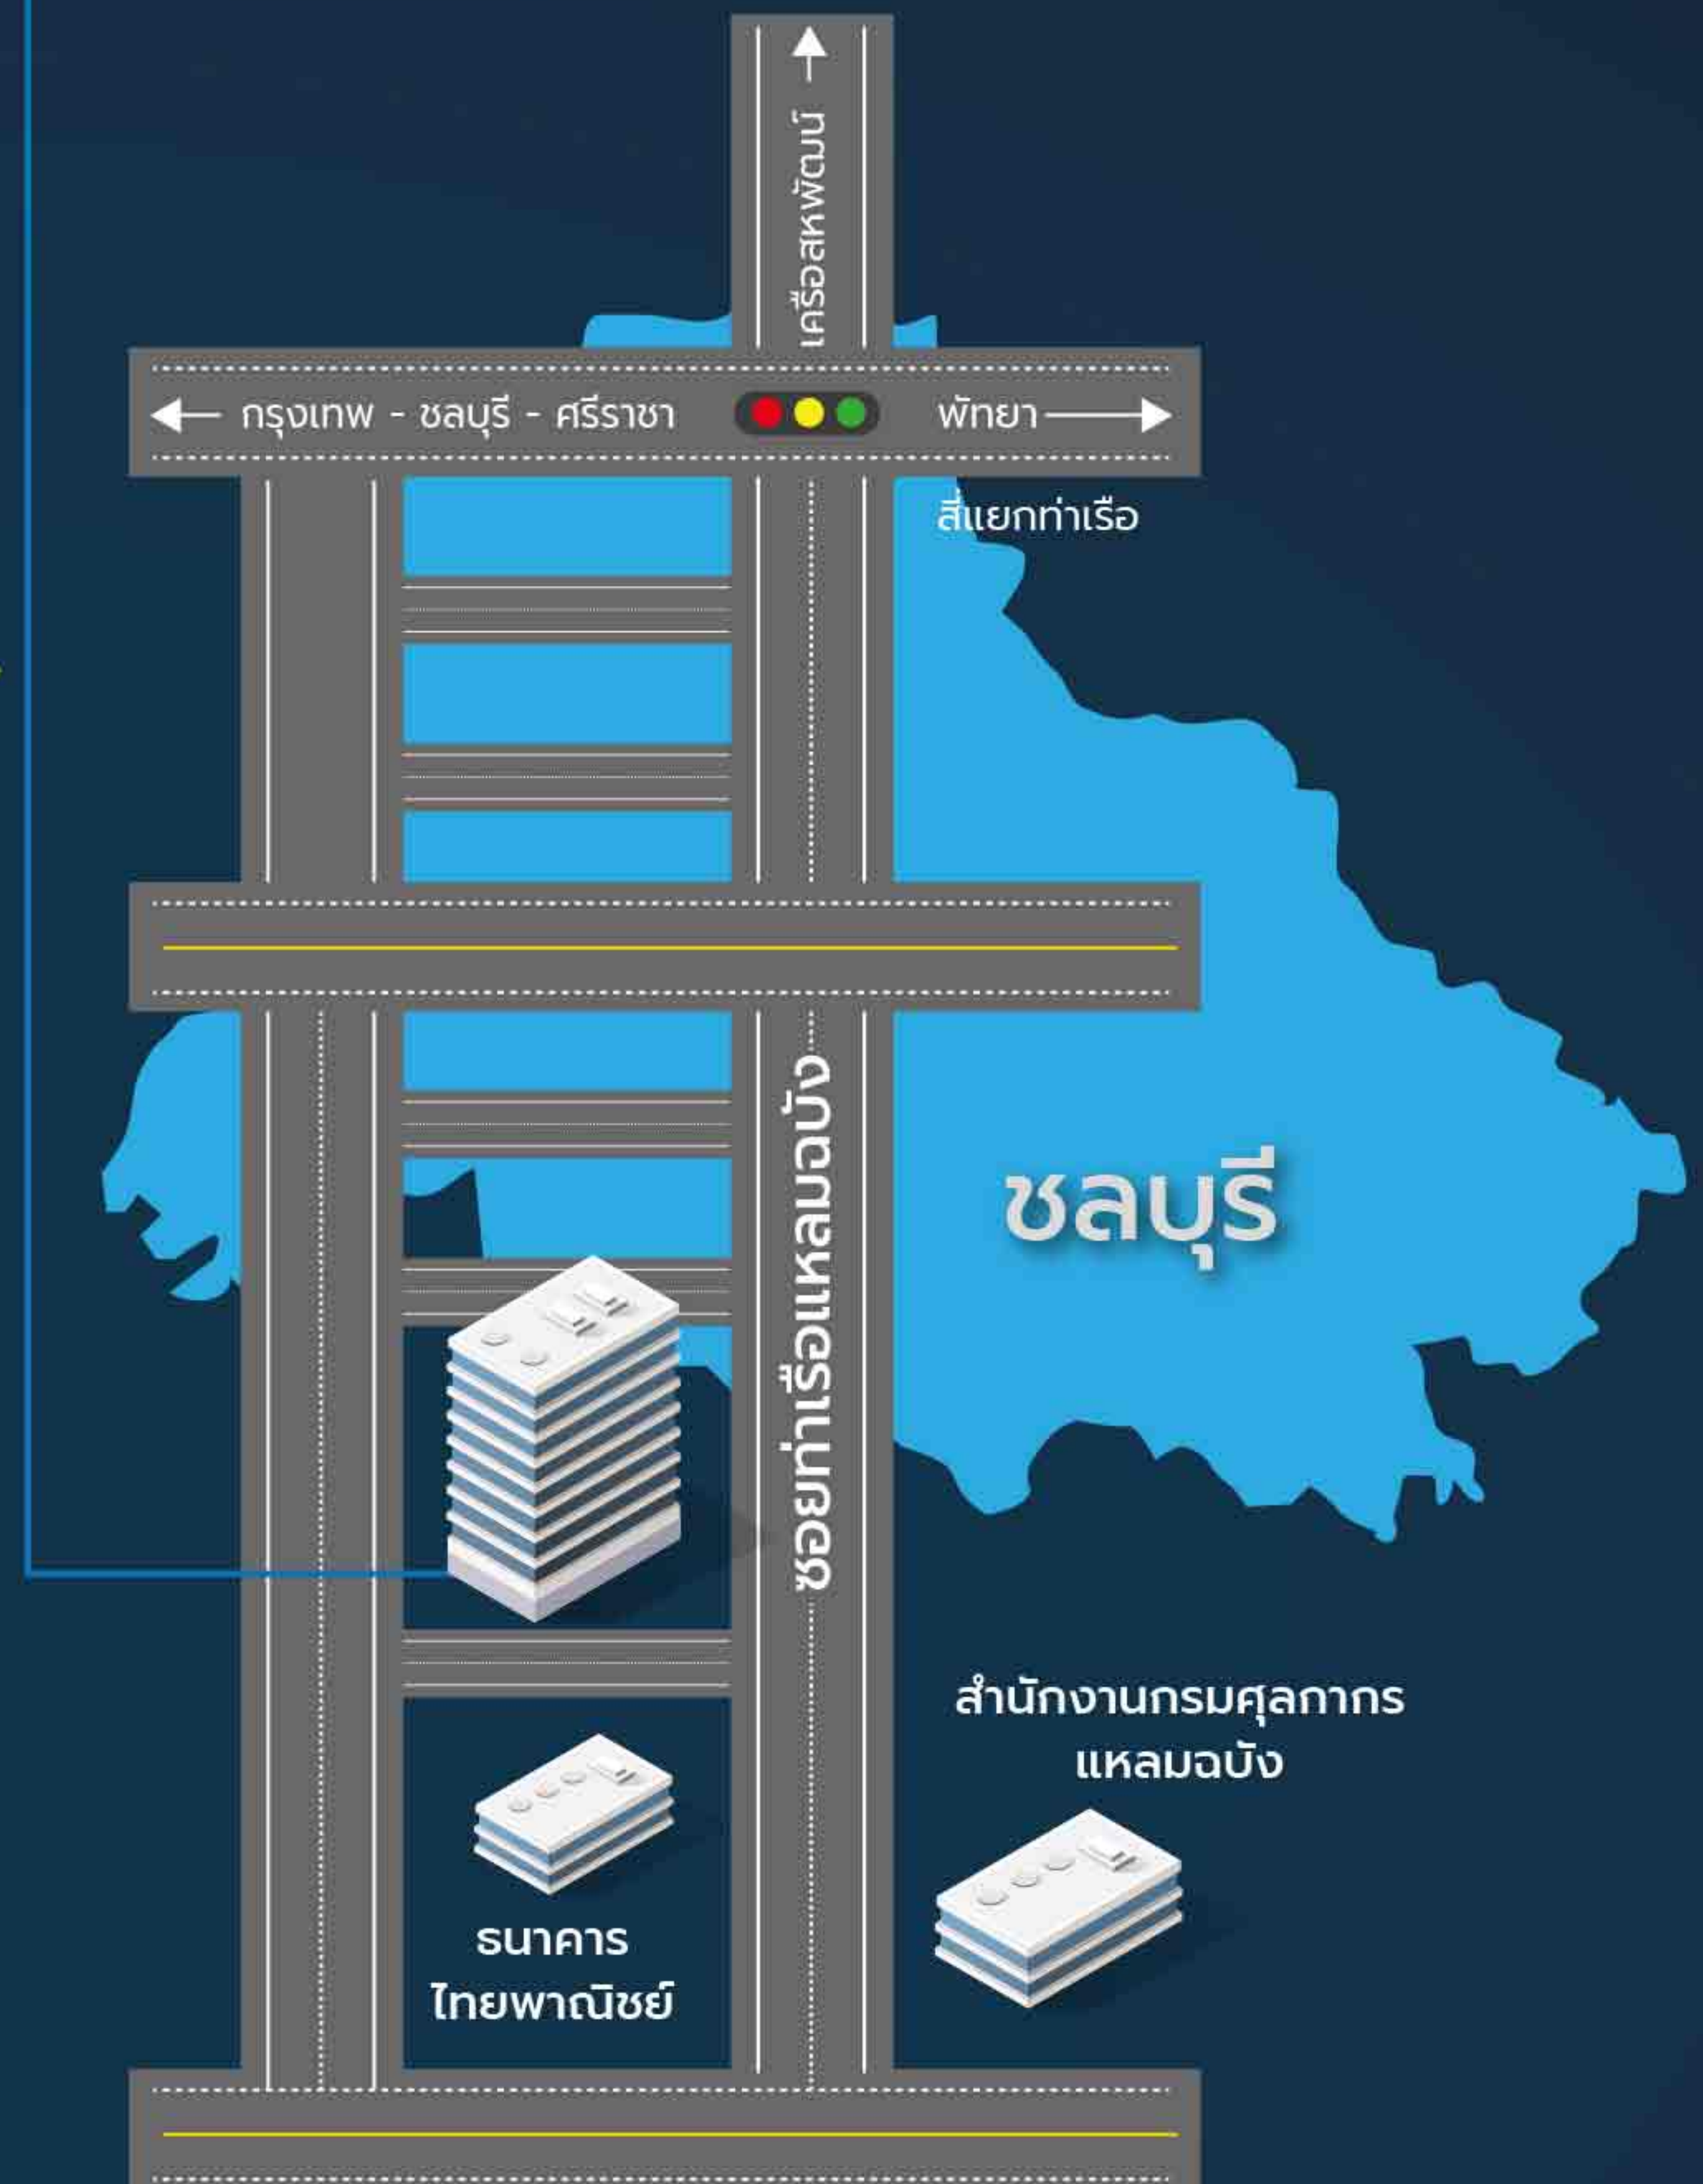 เครือสหพัฒน์
กรุงเทพ - ชลบุรี - ศรีราชา
พัทยา
สี่แยกท่าเรือ
ซอยท่าเรือแหลมฉบัง
ชลบุรี
สำนักงานกรมศุลกากร
แหลมฉบัง
ธนาคาร
ไทยพาณิชย์